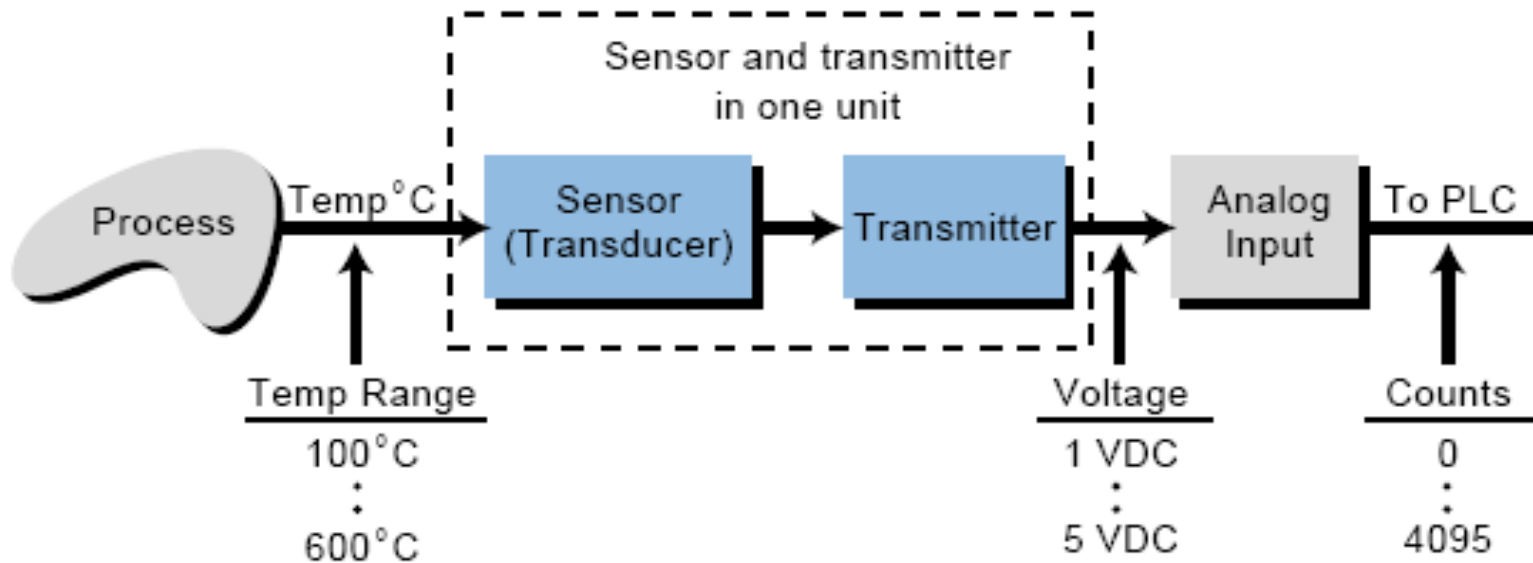 Sensor and transmitter
in one unit
Process
Temp°C
Sensor
(Transducer)
Transmitter
Analog
Input
To PLC
Temp Range
100°C
600°C
Voltage
1 VDC
5 VDC
Counts
0
4095